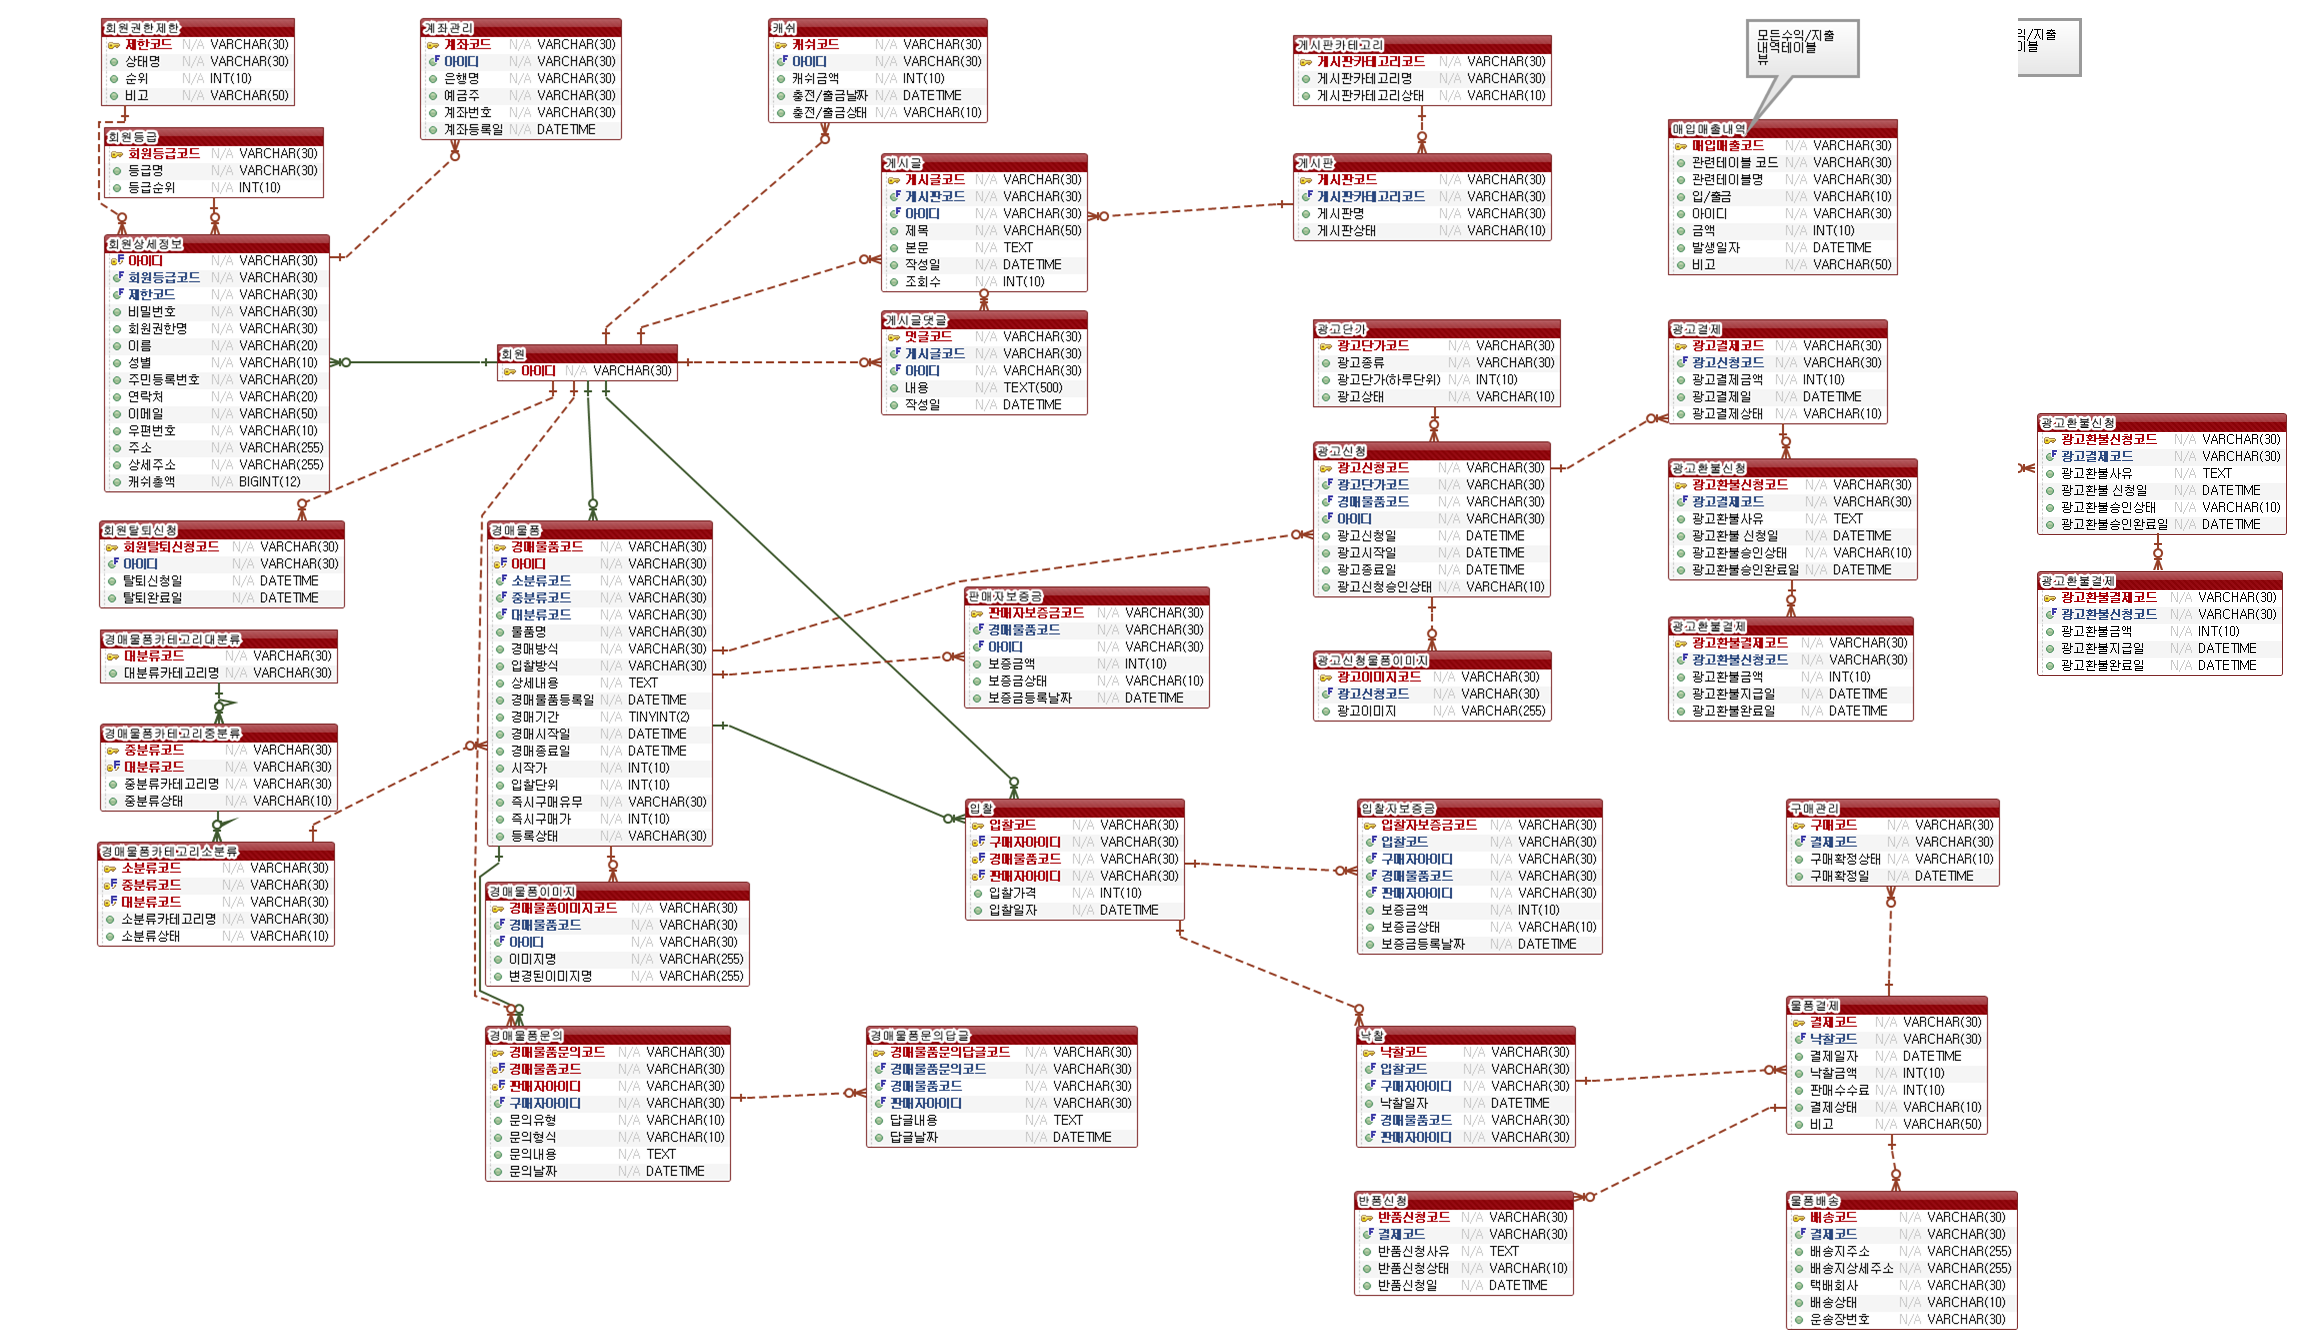 회원권한제한
제한코드 N/A VARCHAR(30)
상태명 N/A VARCHAR(30)
순위 N/A INT(10)
비고 N/A VARCHAR(50)
회원등급
회원등급코드 N/A VARCHAR(30)
등급명 N/A VARCHAR(30)
등급순위 N/A INT(10)
회원상세정보
아이디 N/A VARCHAR(30)
회원등급코드 N/A VARCHAR(30)
제한코드 N/A VARCHAR(30)
비밀번호 N/A VARCHAR(30)
회원권한명 N/A VARCHAR(30)
이름 N/A VARCHAR(20)
성별 N/A VARCHAR(10)
주민등록번호 N/A VARCHAR(20)
연락처 N/A VARCHAR(20)
이메일 N/A VARCHAR(50)
우편번호 N/A VARCHAR(10)
주소 N/A VARCHAR(255)
상세주소 N/A VARCHAR(255)
캐쉬총액 N/A BIGINT(12)
회원탈퇴신청
회원탈퇴신청코드 N/A VARCHAR(30)
아이디 N/A VARCHAR(30)
탈퇴신청일 N/A DATETIME
탈퇴완료일 N/A DATETIME
경매물품카테고리대분류
대분류코드 N/A VARCHAR(30)
대분류카테고리명 N/A VARCHAR(30)
경매물품카테고리중분류
중분류코드 N/A VARCHAR(30)
대분류코드 N/A VARCHAR(30)
중분류카테고리명 N/A VARCHAR(30)
중분류상태 N/A VARCHAR(10)
경매물품카테고리소분류
소분류코드 N/A VARCHAR(30)
중분류코드 N/A VARCHAR(30)
대분류코드 N/A VARCHAR(30)
소분류카테고리명 N/A VARCHAR(30)
소분류상태 N/A VARCHAR(10)
계좌관리
계좌코드 N/A VARCHAR(30)
아이디 N/A VARCHAR(30)
은행명 N/A VARCHAR(30)
예금주 N/A VARCHAR(30)
계좌번호 N/A VARCHAR(30)
계좌등록일 N/A DATETIME
회원
아이디 N/A VARCHAR(30)
경매물품
경매물품코드 N/A VARCHAR(30)
아이디 N/A VARCHAR(30)
소분류코드 N/A VARCHAR(30)
중분류코드 N/A VARCHAR(30)
대분류코드 N/A VARCHAR(30)
물품명 N/A VARCHAR(30)
경매방식 N/A VARCHAR(30)
입찰방식 N/A VARCHAR(30)
상세내용 N/A TEXT
경매물품등록일 N/A DATETIME
경매기간 N/A TINYINT(2)
경매시작일 N/A DATETIME
경매종료일 N/A DATETIME
시작가 N/A INT(10)
입찰단위 N/A INT(10)
즉시구매유무 N/A VARCHAR(30)
즉시구매가 N/A INT(10)
등록상태 N/A VARCHAR(30)
경매물품이미지
경매물품이미지코드 N/A VARCHAR(30)
경매물품코드 N/A VARCHAR(30)
아이디 N/A VARCHAR(30)
이미지명 N/A VARCHAR(255)
변경된이미지명 N/A VARCHAR(255)
경매물품문의
경매물품문의코드 N/A VARCHAR(30)
경매물품코드 N/A VARCHAR(30)
판매자아이디 N/A VARCHAR(30)
구매자아이디 N/A VARCHAR(30)
문의유형 N/A VARCHAR(10)
문의형식 N/A VARCHAR(10)
문의내용 N/A TEXT
문의날짜 N/A DATETIME
캐쉬
캐쉬코드 N/A VARCHAR(30)
아이디 N/A VARCHAR(30)
캐쉬금액 N/A INT(10)
충전/출금날짜 N/A DATETIME
충전/출금상태 N/A VARCHAR(10)
게시글
게시글코드 N/A VARCHAR(30)
게시판코드 N/A VARCHAR(30)
아이디 N/A VARCHAR(30)
제목 N/A VARCHAR(50)
본문 N/A TEXT
작성일 N/A DATETIME
조회수 N/A INT(10)
게시글댓글
댓글코드 N/A VARCHAR(30)
게시글코드 N/A VARCHAR(30)
아이디 N/A VARCHAR(30)
내용 N/A TEXT(500)
작성일 N/A DATETIME
판매자보증금
판매자보증금코드 N/A VARCHAR(30)
경매물품코드 N/A VARCHAR(30)
아이디 N/A VARCHAR(30)
보증금액 N/A INT(10)
보증금상태 N/A VARCHAR(10)
보증금등록날짜 N/A DATETIME
입찰
입찰코드 N/A VARCHAR(30)
구매자아이디 N/A VARCHAR(30)
경매물품코드 N/A VARCHAR(30)
판매자아이디 N/A VARCHAR(30)
입찰가격 N/A INT(10)
입찰일자 N/A DATETIME
경매물품문의답글
경매물품문의답글코드 N/A VARCHAR(30)
경매물품문의코드 N/A VARCHAR(30)
경매물품코드 N/A VARCHAR(30)
판매자아이디 N/A VARCHAR(30)
답글내용 N/A TEXT
답글날짜 N/A DATETIME
게시판카테고리
게시판카테고리코드 N/A VARCHAR(30)
게시판카테고리명 N/A VARCHAR(30)
게시판카테고리상태 N/A VARCHAR(10)
게시판
게시판코드 N/A VARCHAR(30)
게시판카테고리코드 N/A VARCHAR(30)
게시판명 N/A VARCHAR(30)
게시판상태 N/A VARCHAR(10)
광고단가
광고단가코드 N/A VARCHAR(30)
광고종류 N/A VARCHAR(30)
광고단가(하루단위) N/A INT(10)
광고상태 N/A VARCHAR(10)
광고신청
광고신청코드 N/A VARCHAR(30)
광고단가코드 N/A VARCHAR(30)
경매물품코드 N/A VARCHAR(30)
아이디 N/A VARCHAR(30)
광고신청일 N/A DATETIME
광고시작일 N/A DATETIME
광고종료일 N/A DATETIME
광고신청승인상태 N/A VARCHAR(10)
광고신청물품이미지
광고이미지코드 N/A VARCHAR(30)
광고신청코드 N/A VARCHAR(30)
광고이미지 N/A VARCHAR(255)
입찰자보증금
입찰자보증금코드 N/A VARCHAR(30)
입찰코드 N/A VARCHAR(30)
구매자아이디 N/A VARCHAR(30)
경매물품코드 N/A VARCHAR(30)
판매자아이디 N/A VARCHAR(30)
보증금액 N/A INT(10)
보증금상태 N/A VARCHAR(10)
보증금등록날짜 N/A DATETIME
낙찰
낙찰코드 N/A VARCHAR(30)
입찰코드 N/A VARCHAR(30)
구매자아이디 N/A VARCHAR(30)
낙찰일자 N/A DATETIME
경매물품코드 N/A VARCHAR(30)
판매자아이디 N/A VARCHAR(30)
반품신청
반품신청코드 N/A VARCHAR(30)
결제코드 N/A VARCHAR(30)
반품신청사유 N/A TEXT
반품신청상태 N/A VARCHAR(10)
반품신청일 N/A DATETIME
모든수익/지출
내역테이블
뷰
매입매출내역
매입매출코드 N/A VARCHAR(30)
관련테이블 코드 N/A VARCHAR(30)
관련테이블명 N/A VARCHAR(30)
입/출금 N/A VARCHAR(10)
아이디 N/A VARCHAR(30)
금액 N/A INT(10)
발생일자 N/A DATETIME
비고 N/A VARCHAR(50)
광고결제
광고결제코드 N/A VARCHAR(30)
광고신청코드 N/A VARCHAR(30)
광고결제금액 N/A INT(10)
광고결제일 N/A DATETIME
광고결제상태 N/A VARCHAR(10)
광고환불신청
광고환불신청코드 N/A VARCHAR(30)
광고결제코드 N/A VARCHAR(30)
광고환불사유 N/A TEXT
광고환불 신청일 N/A DATETIME
광고환불승인상태 N/A VARCHAR(10)
광고환불승인완료일 N/A DATETIME
광고환불결제
광고환불결제코드 N/A VARCHAR(30)
광고환불신청코드 N/A VARCHAR(30)
광고환불금액 N/A INT(10)
광고환불지급일 N/A DATETIME
광고환불완료일 N/A DATETIME
구매관리
구매코드 N/A VARCHAR(30)
결제코드 N/A VARCHAR(30)
구매확정상태 N/A VARCHAR(10)
구매확정일 N/A DATETIME
물품결제
결제코드 N/A VARCHAR(30)
낙찰코드 N/A VARCHAR(30)
결제일자 N/A DATETIME
낙찰금액 N/A INT(10)
판매수수료 N/A INT(10)
결제상태 N/A VARCHAR(10)
비고 N/A VARCHAR(50)
물품배송
배송코드 N/A VARCHAR(30)
결제코드 N/A VARCHAR(30)
배송지주소 N/A VARCHAR(255)
배송지상세주소 N/A VARCHAR(255)
택배회사 N/A VARCHAR(30)
배송상태 N/A VARCHAR(10)
운송장번호 N/A VARCHAR(30)
익/지출
이블
광고환불신청
광고환불신청코드 N/A VARCHAR(30)
광고결제코드 N/A VARCHAR(30)
광고환불사유 N/A TEXT
광고환불 신청일 N/A DATETIME
광고환불승인상태 N/A VARCHAR(10)
광고환불승인완료일 N/A DATETIME
광고환불결제
광고환불결제코드 N/A VARCHAR(30)
광고환불신청코드 N/A VARCHAR(30)
광고환불금액 N/A INT(10)
광고환불지급일 N/A DATETIME
광고환불완료일 N/A DATETIME